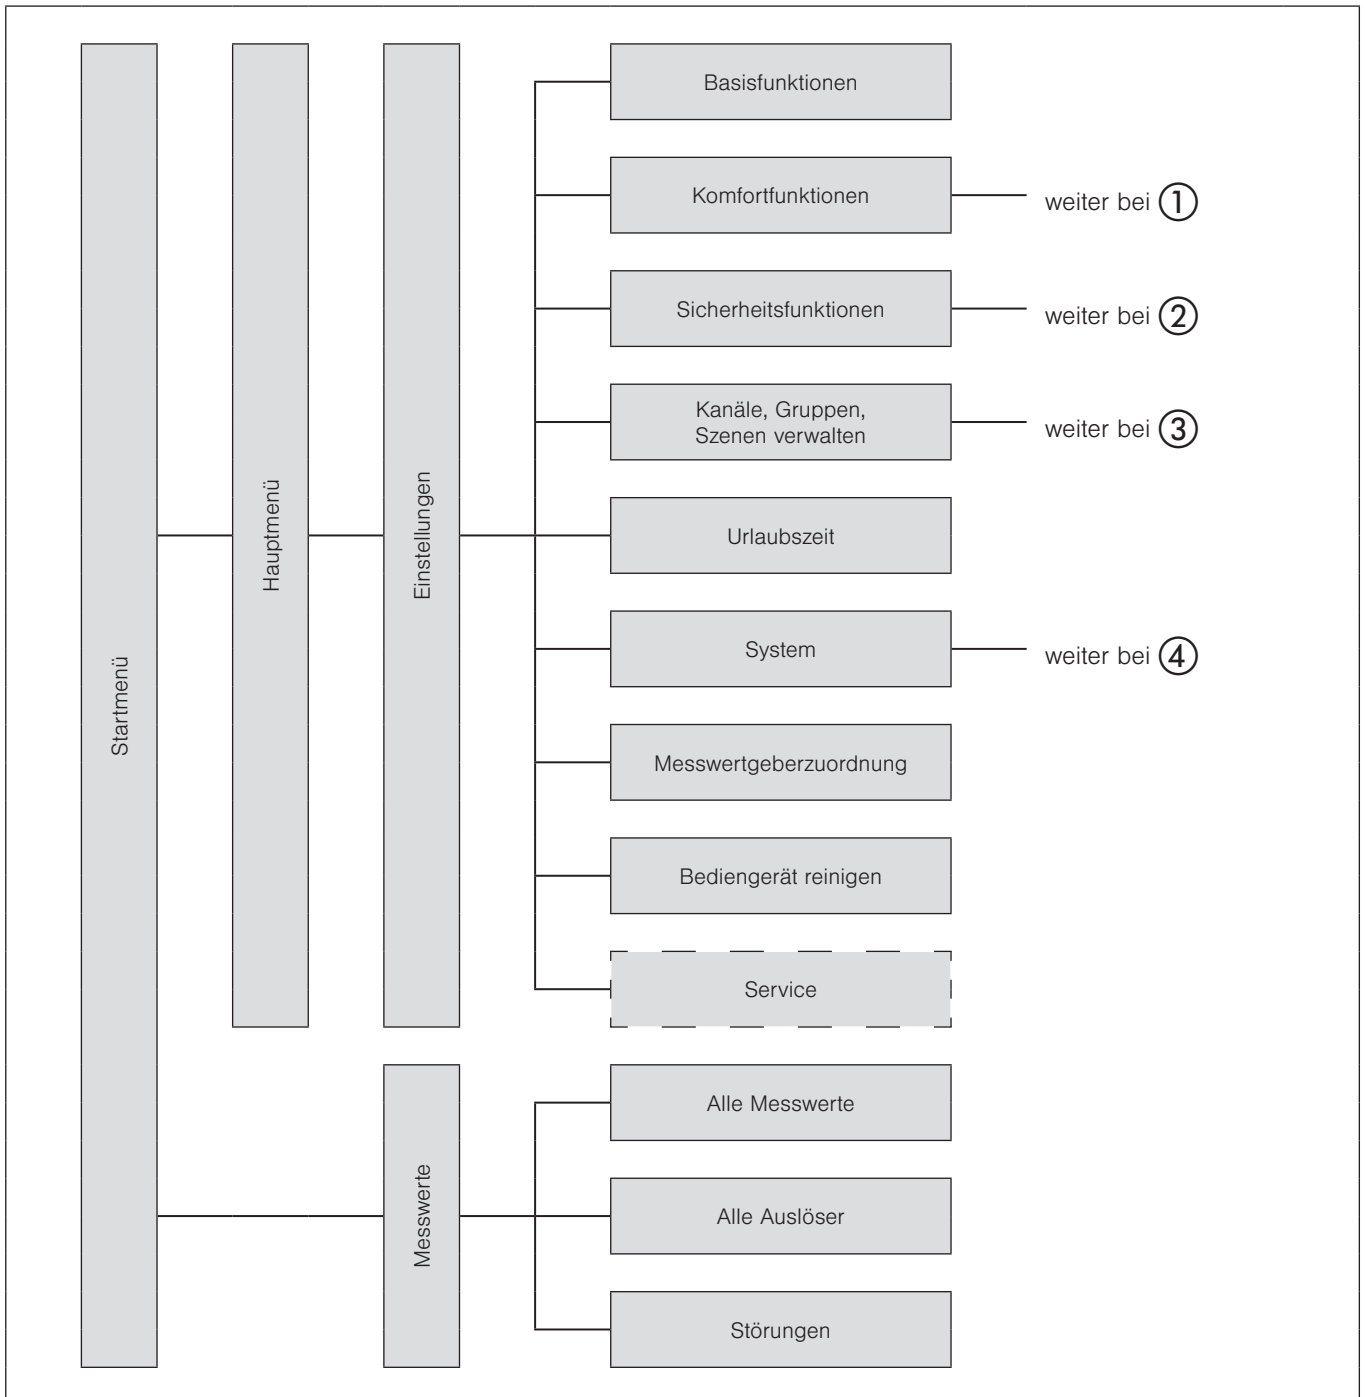 Startmenü
Hauptmenü
Einstellungen
Basisfunktionen
Komfortfunktionen
weiter bei 1
Sicherheitsfunktionen
weiter bei 2
Kanäle, Gruppen,
Szenen verwalten
weiter bei 3
Urlaubszeit
System
weiter bei 4
Messwertgeberzuordnung
Bediengerät reinigen
Service
Messwerte
Alle Messwerte
Alle Auslöser
Störungen